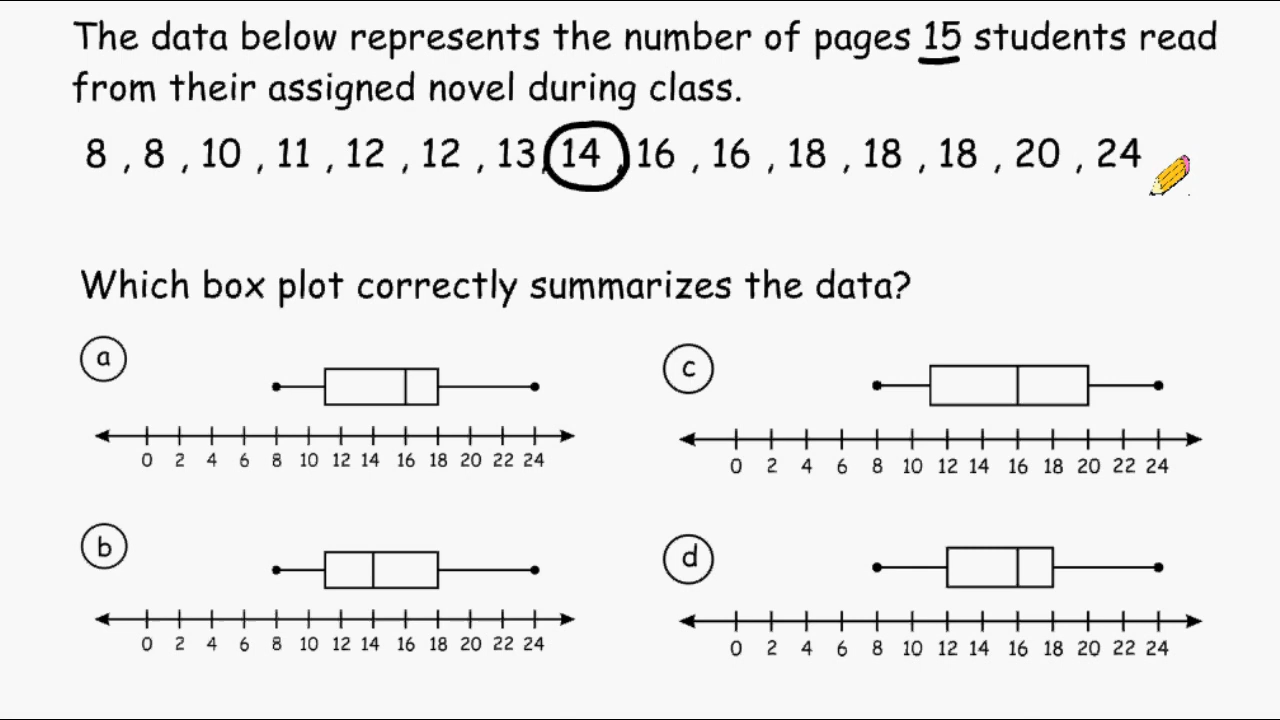 The data below represents the number of pages 15 students read
from their assigned novel during class.
8 , 8 , 10 , 11 , 12 , 12 , 13, 14 , 16 , 16 , 18 , 18 , 18 , 20 , 24
Which box plot correctly summarizes the data?
a
0 2 4 6 8 10 12 14 16 18 20 22 24
c
0 2 4 6 8 10 12 14 16 18 20 22 24
b
0 2 4 6 8 10 12 14 16 18 20 22 24
d
0 2 4 6 8 10 12 14 16 18 20 22 24